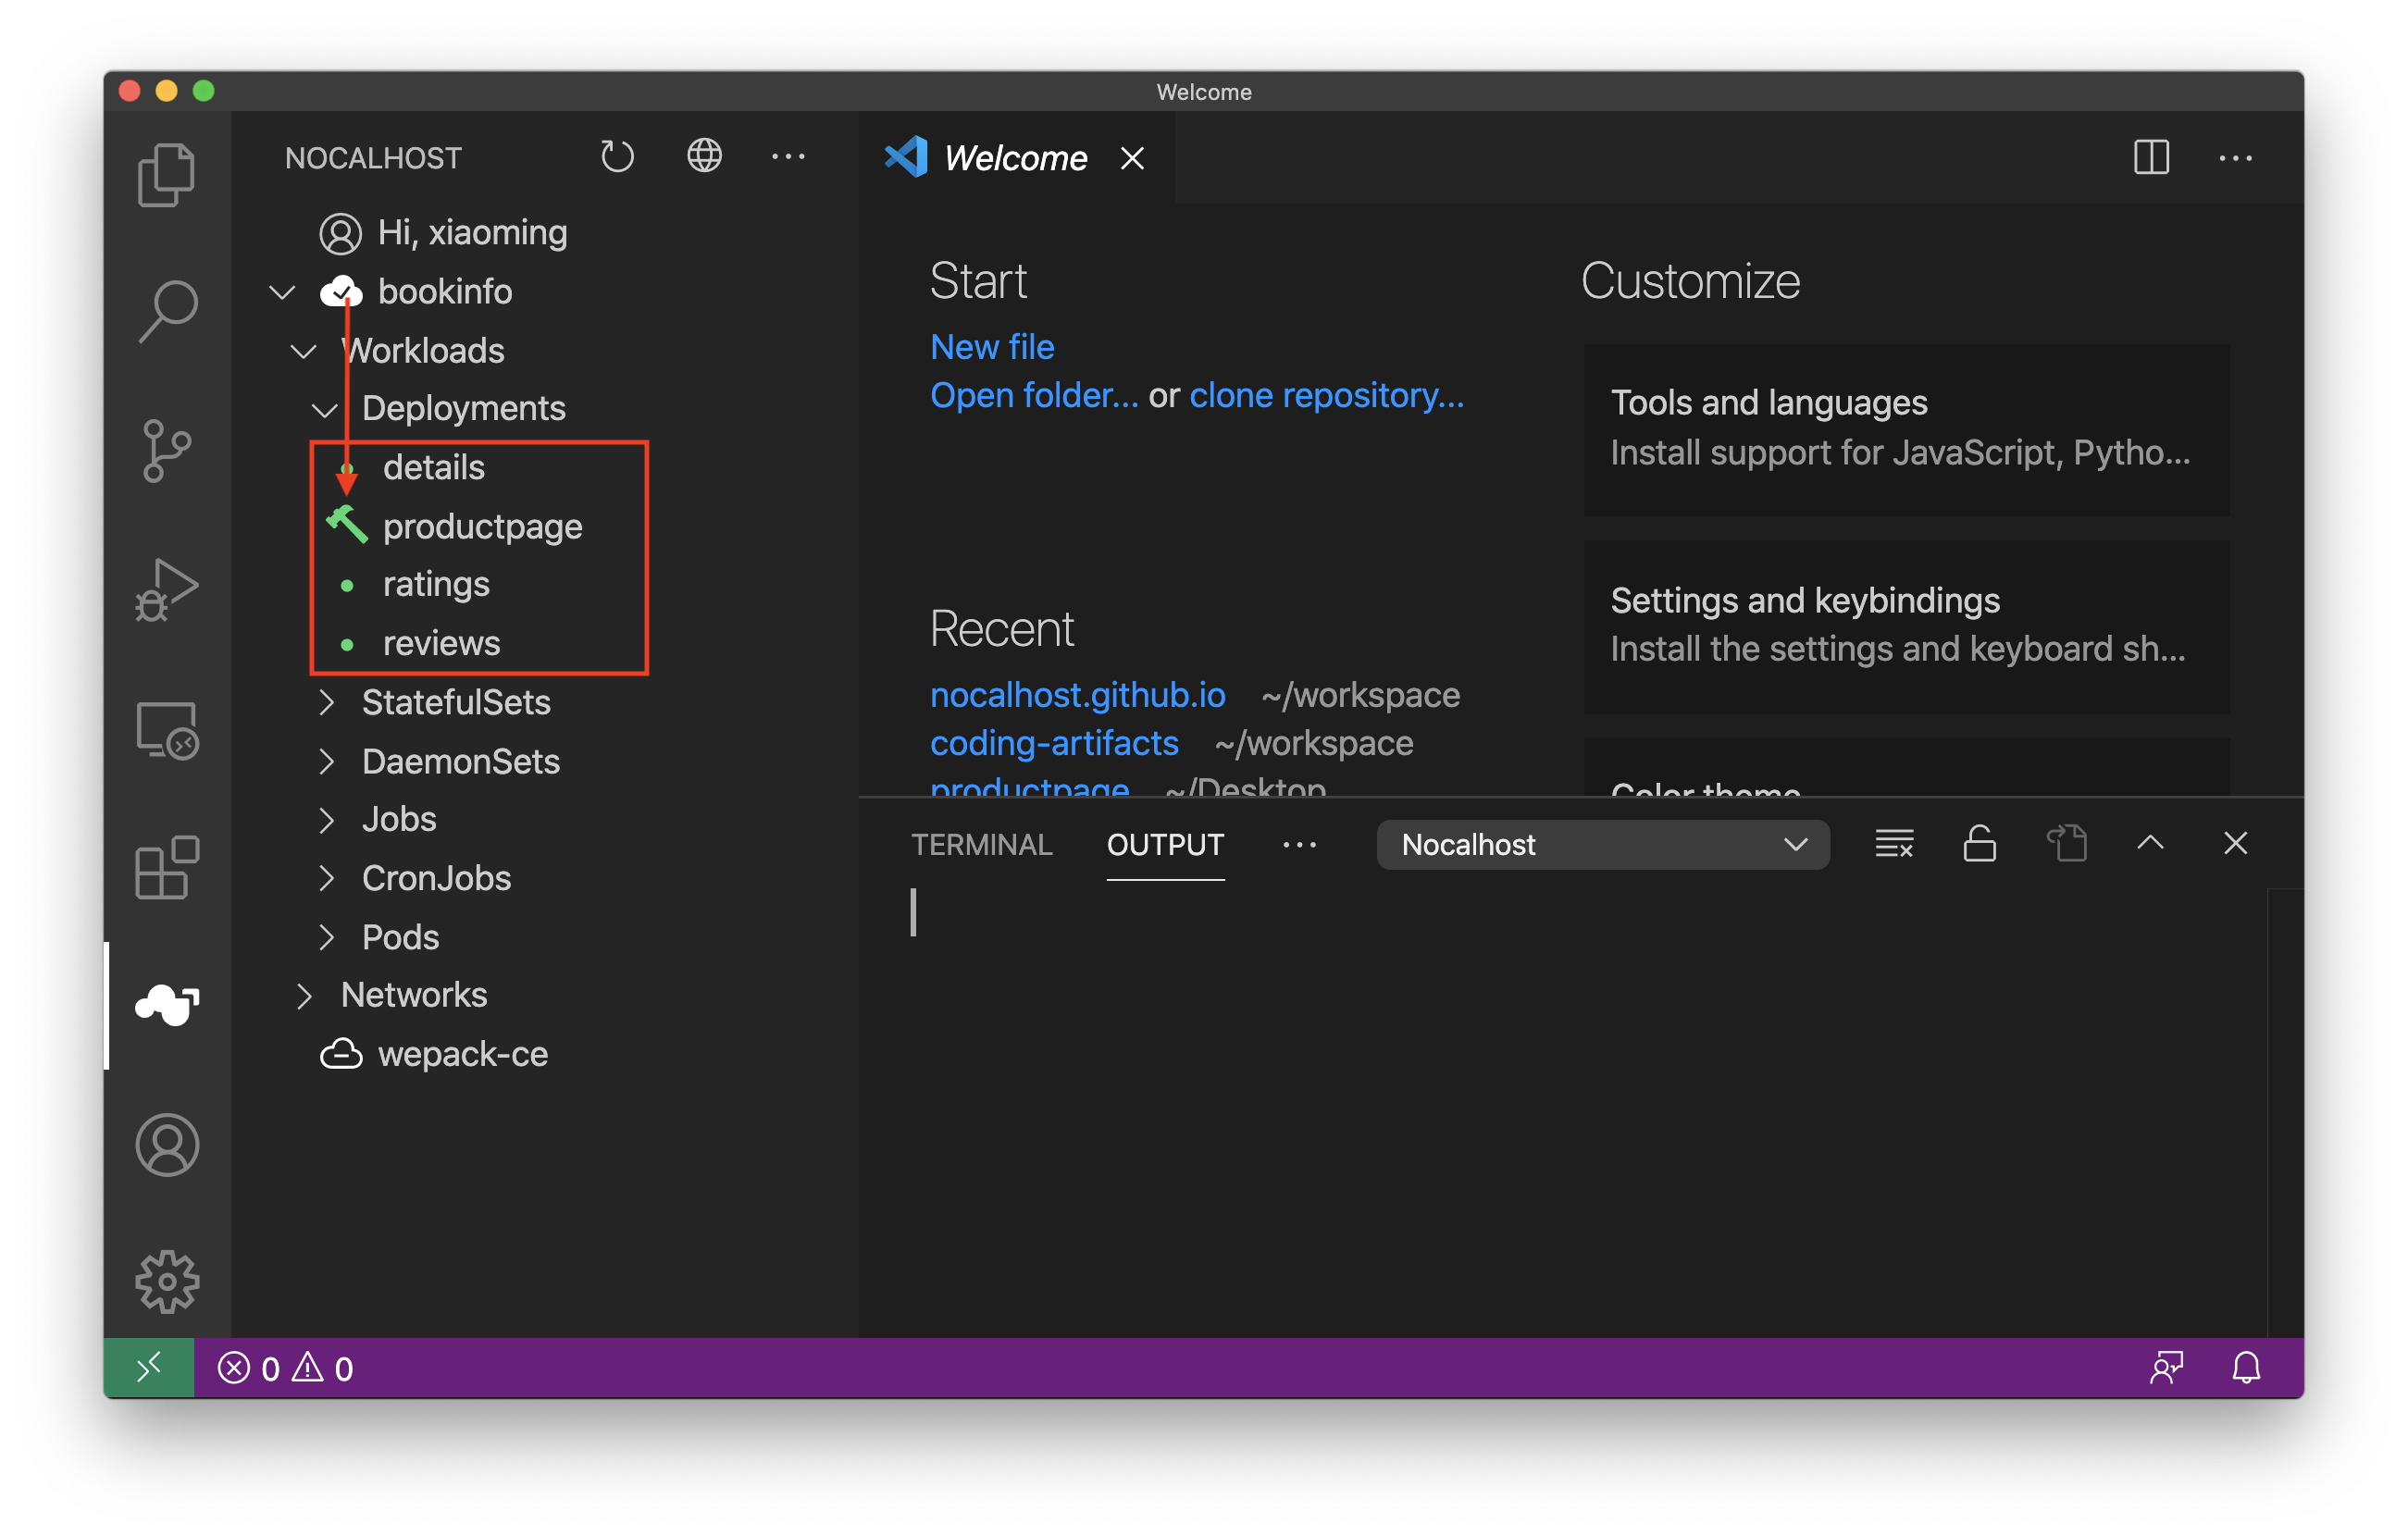 Welcome
NOCALHOST
Hi, xiaoming
bookinfo
Workloads
Deployments
details
productpage
ratings
reviews
StatefulSets
DaemonSets
Jobs
CronJobs
Pods
Networks
wepack-ce
Welcome
Start
New file
Open folder... or clone repository...
Recent
nocalhost.github.io ~/workspace
coding-artifacts ~/workspace
productpage ~/Desktop
Customize
Tools and languages
Install support for JavaScript, Pytho...
Settings and keybindings
Install the settings and keyboard sh...
Color theme
TERMINAL OUTPUT ... Nocalhost
0 0